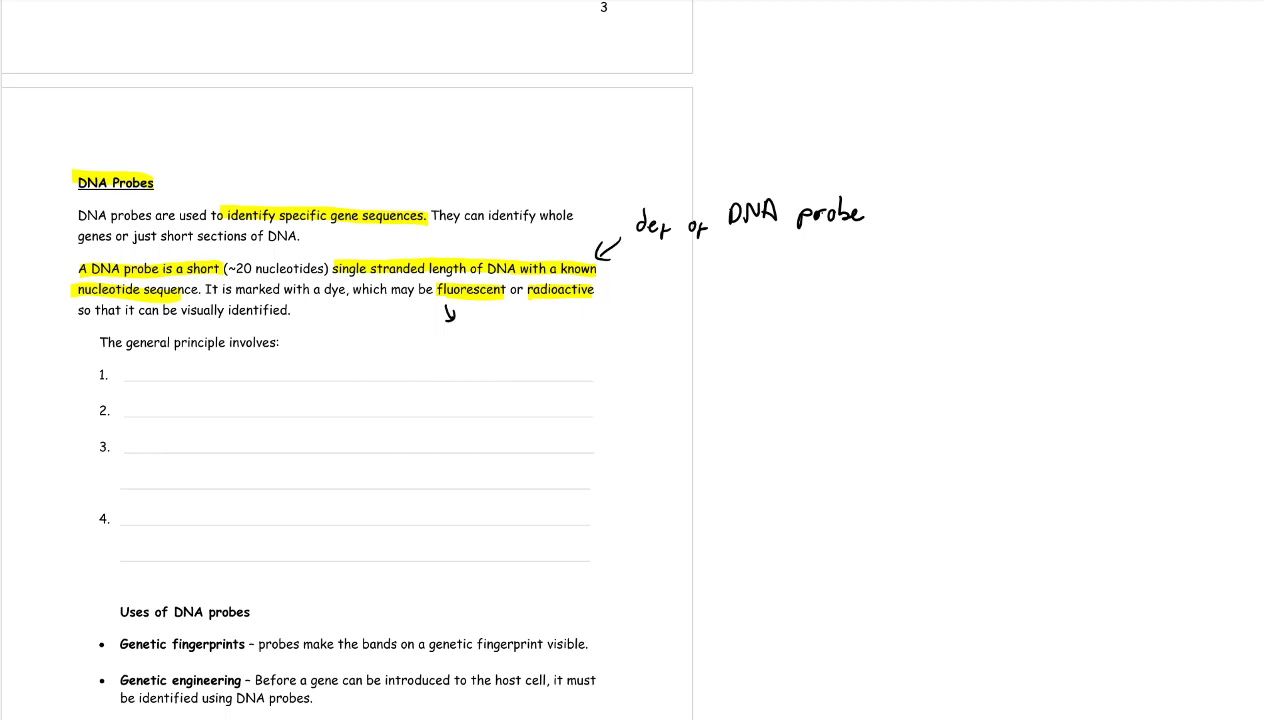 3
DNA Probes
DNA probes are used to identify specific gene sequences. They can identify whole
genes or just short sections of DNA.
def of DNA probe
A DNA probe is a short (~20 nucleotides) single stranded length of DNA with a known
nucleotide sequence. It is marked with a dye, which may be fluorescent or radioactive
so that it can be visually identified.
The general principle involves:
1.
2.
3.
4.
Uses of DNA probes
• Genetic fingerprints – probes make the bands on a genetic fingerprint visible.
• Genetic engineering – Before a gene can be introduced to the host cell, it must
be identified using DNA probes.